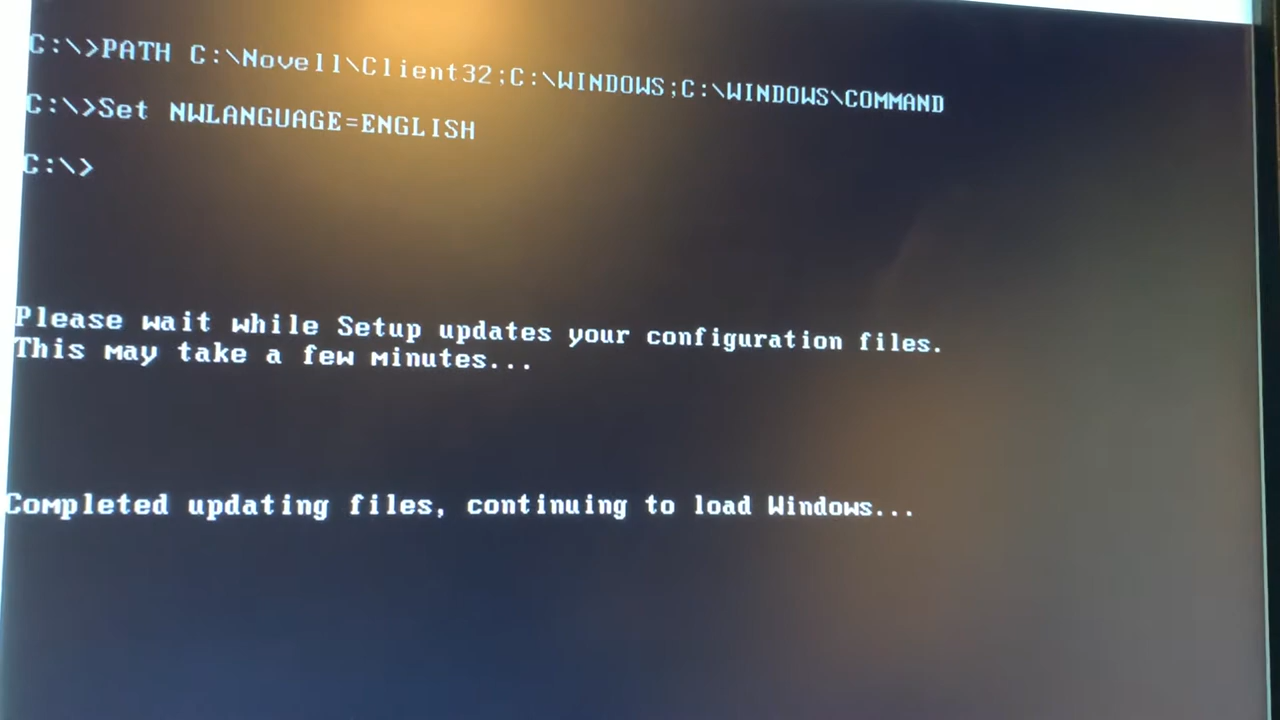 C:\>PATH C:\Novell\Client32;C:\WINDOWS;C:\WINDOWS\COMMAND
C:\>Set NWLANGUAGE=ENGLISH
C:\>
Please wait while Setup updates your configuration files.
This may take a few minutes...
Completed updating files, continuing to load Windows...